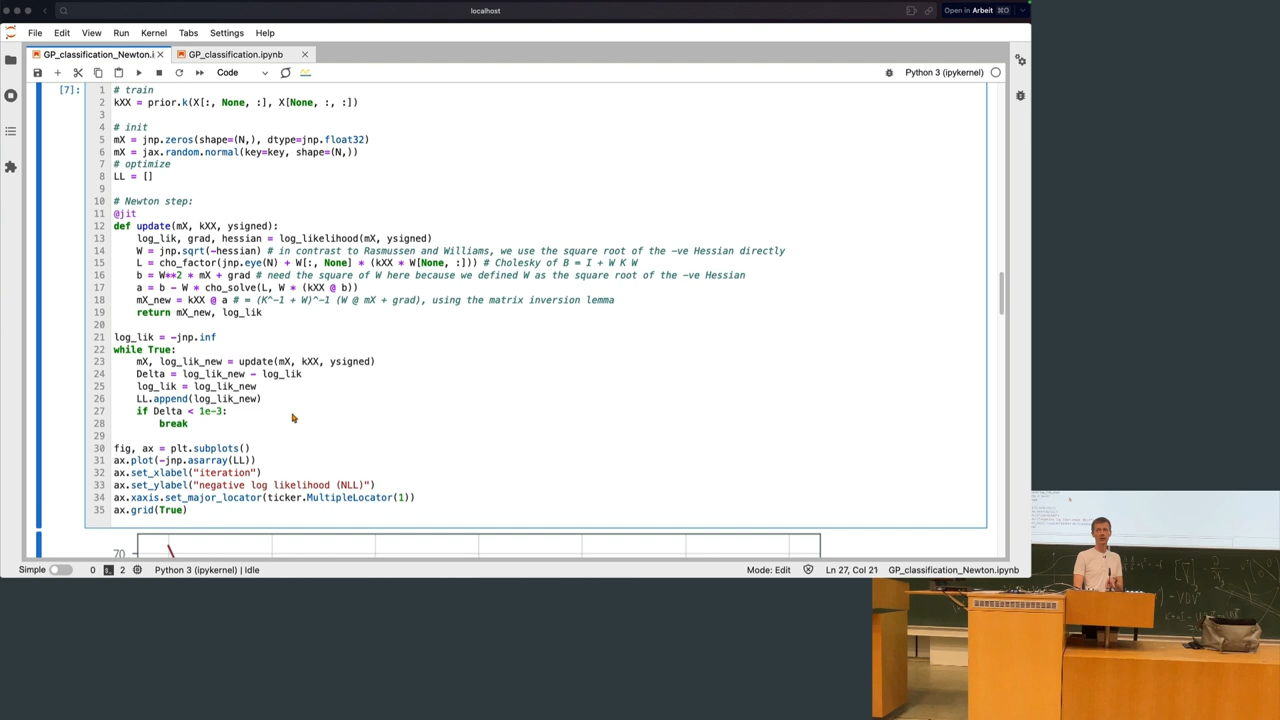 localhost
Open in Arbeit ⌘O
File Edit View Run Kernel Tabs Settings Help
GP_classification_Newton.i GP_classification.ipynb
Code Python 3 (ipykernel)
[7]:
1 # train
2 kXX = prior.k(X[:, None, :], X[None, :, :])
3
4 # init
5 mX = jnp.zeros(shape=(N,), dtype=jnp.float32)
6 mX = jax.random.normal(key=key, shape=(N,))
7 # optimize
8 LL = []
9
10 # Newton step:
11 @jit
12 def update(mX, kXX, ysigned):
13 log_lik, grad, hessian = log_likelihood(mX, ysigned)
14 W = jnp.sqrt(-hessian) # in contrast to Rasmussen and Williams, we use the square root of the -ve Hessian directly
15 L = cho_factor(jnp.eye(N) + W[:, None] * (kXX * W[None, :])) # Cholesky of B = I + W K W
16 b = W**2 * mX + grad # need the square of W here because we defined W as the square root of the -ve Hessian
17 a = b - W * cho_solve(L, W * (kXX @ b))
18 mX_new = kXX @ a # = (K^-1 + W)^-1 (W @ mX + grad), using the matrix inversion lemma
19 return mX_new, log_lik
20
21 log_lik = -jnp.inf
22 while True:
23 mX, log_lik_new = update(mX, kXX, ysigned)
24 Delta = log_lik_new - log_lik
25 log_lik = log_lik_new
26 LL.append(log_lik_new)
27 if Delta < 1e-3:
28 break
29
30 fig, ax = plt.subplots()
31 ax.plot(-jnp.asarray(LL))
32 ax.set_xlabel("iteration")
33 ax.set_ylabel("negative log likelihood (NLL)")
34 ax.xaxis.set_major_locator(ticker.MultipleLocator(1))
35 ax.grid(True)
70
Simple 0 2 Python 3 (ipykernel) | Idle Mode: Edit Ln 27, Col 21 GP_classification_Newton.ipynb